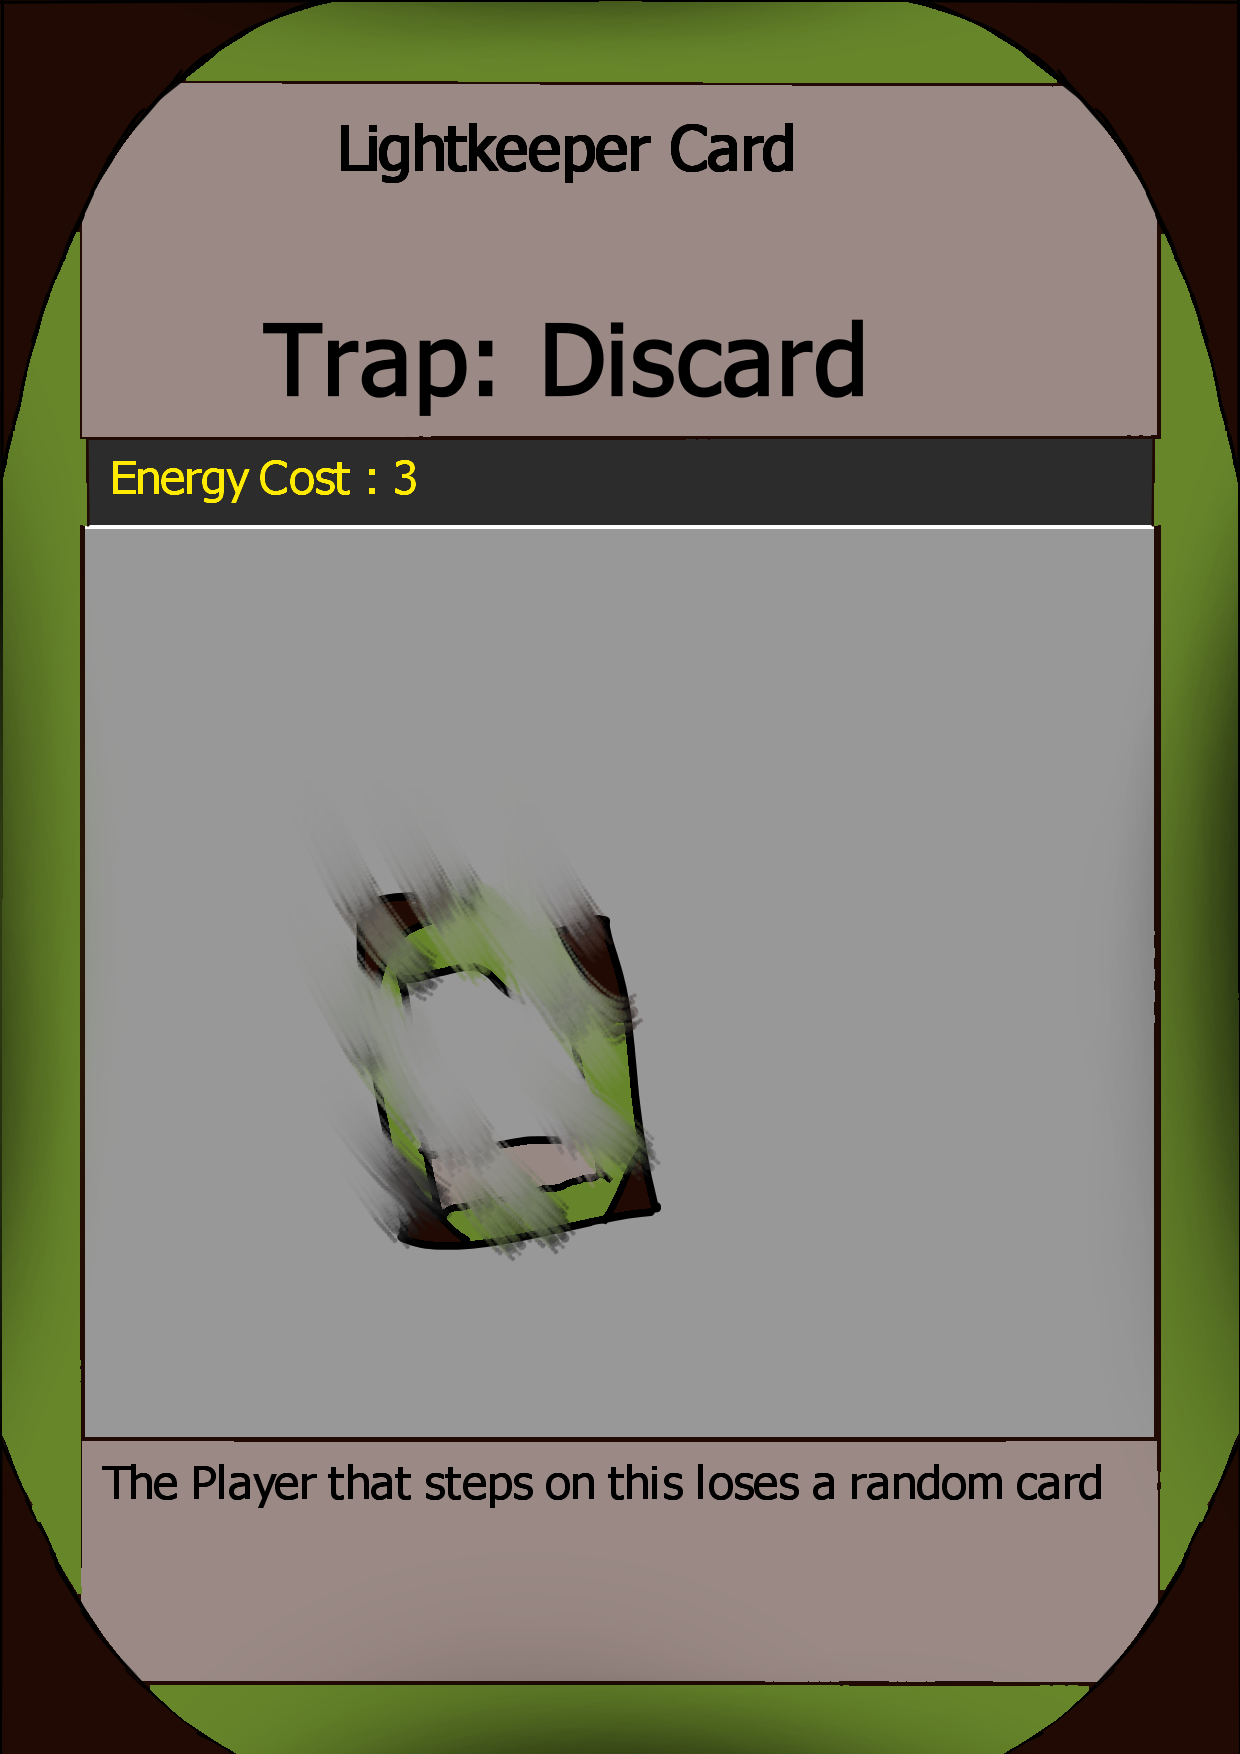 Lightkeeper Card
Trap: Discard
Energy Cost : 3
The Player that steps on this loses a random card